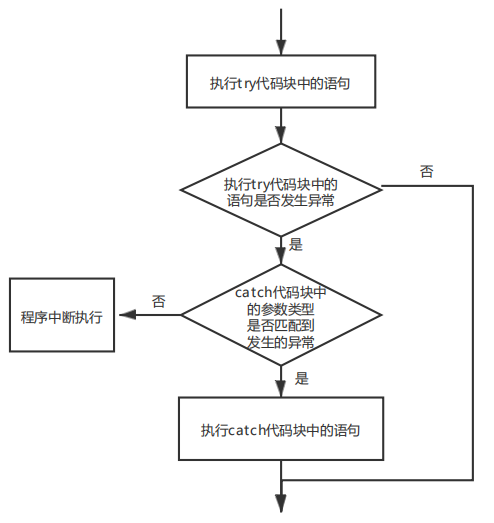 执行try代码块中的语句
执行try代码块中的
语句是否发生异常
否
是
catch代码块中
的参数类型
是否匹配到
发生的异常
否
程序中断执行
是
执行catch代码块中的语句